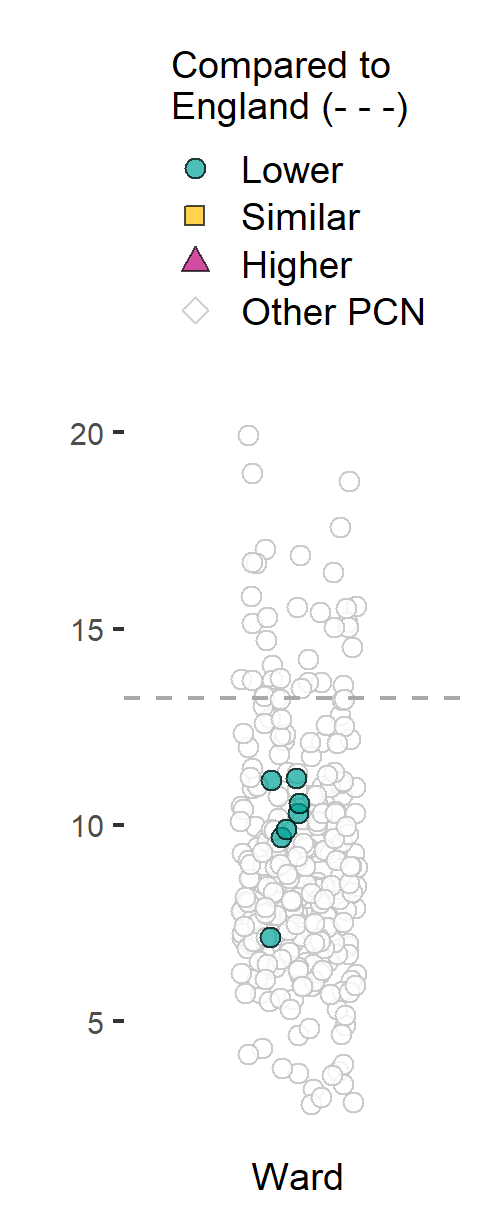 Compared to
England (- - -)
Lower
Similar
Higher
Other PCN
20
15
10
5
Ward